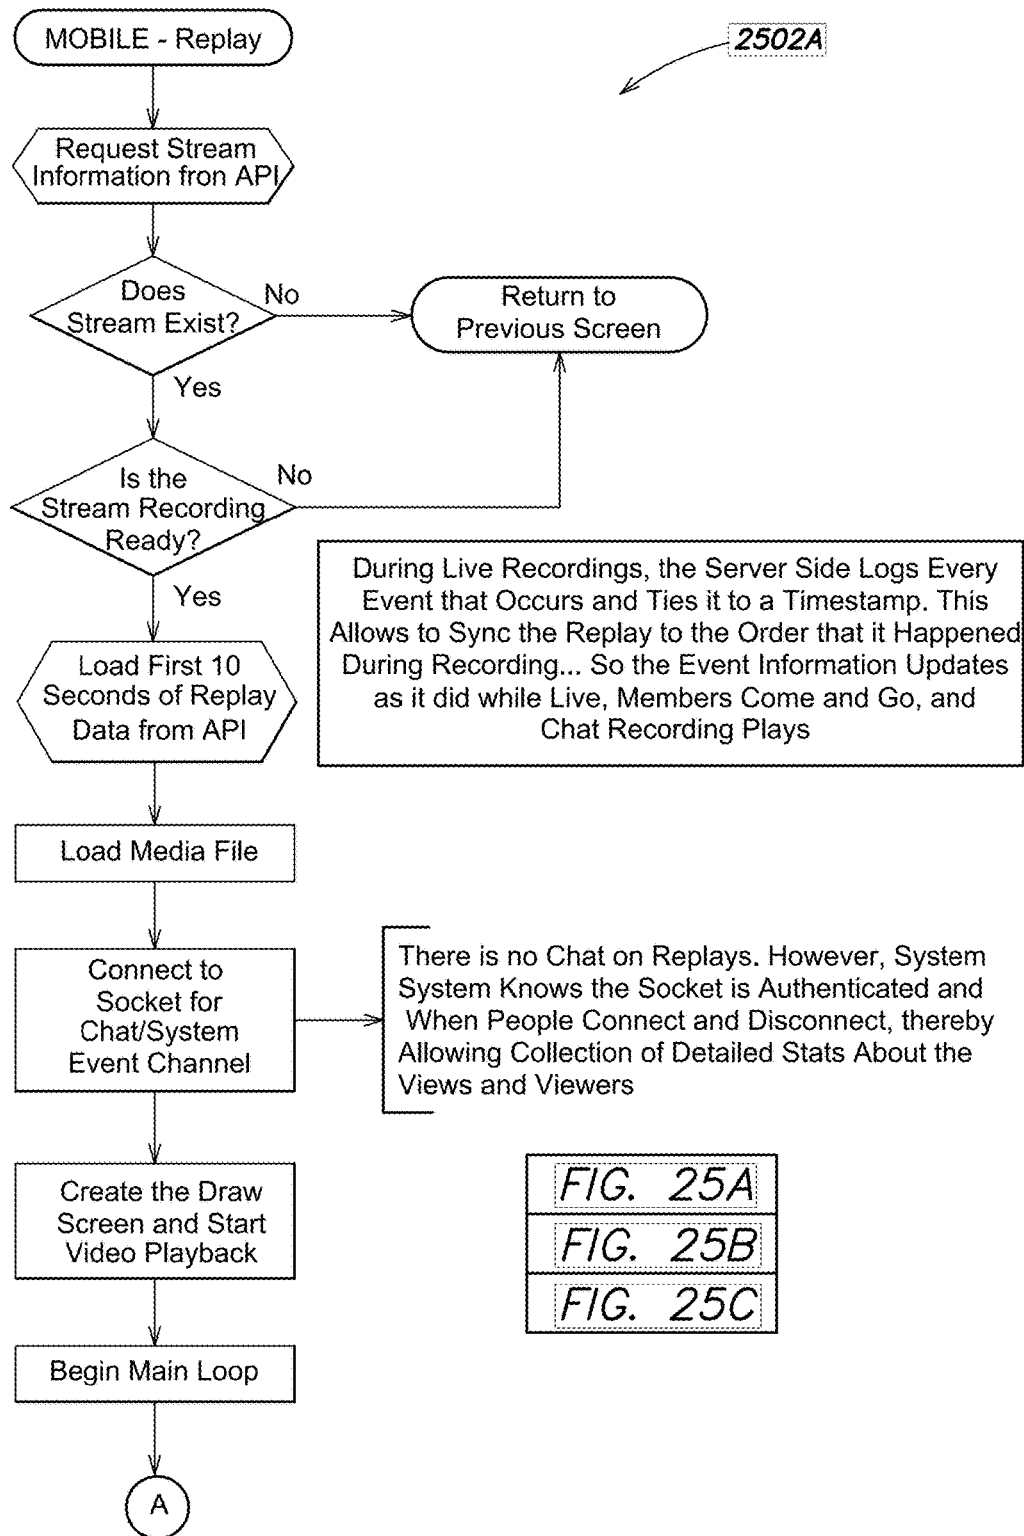 MOBILE - Replay
2502A
Request Stream
Information fron API
Does
Stream Exist?
No
Return to
Previous Screen
Yes
Is the
Stream Recording
Ready?
No
Yes
During Live Recordings, the Server Side Logs Every
Event that Occurs and Ties it to a Timestamp. This
Allows to Sync the Replay to the Order that it Happened
During Recording... So the Event Information Updates
as it did while Live, Members Come and Go, and
Chat Recording Plays
Load First 10
Seconds of Replay
Data from API
Load Media File
Connect to
Socket for
Chat/System
Event Channel
There is no Chat on Replays. However, System
System Knows the Socket is Authenticated and
When People Connect and Disconnect, thereby
Allowing Collection of Detailed Stats About the
Views and Viewers
Create the Draw
Screen and Start
Video Playback
FIG. 25A
FIG. 25B
FIG. 25C
Begin Main Loop
A